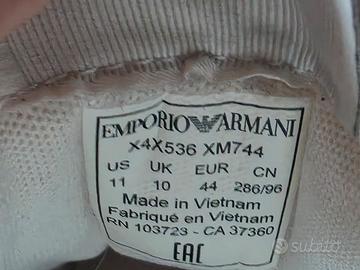 EMPORIO ARMANI
X4X536 XM744
US UK EUR CN
11 10 44 286/96
Made in Vietnam
Fabriqué en Vietnam
RN 103723 - CA 37360
EAC
subito